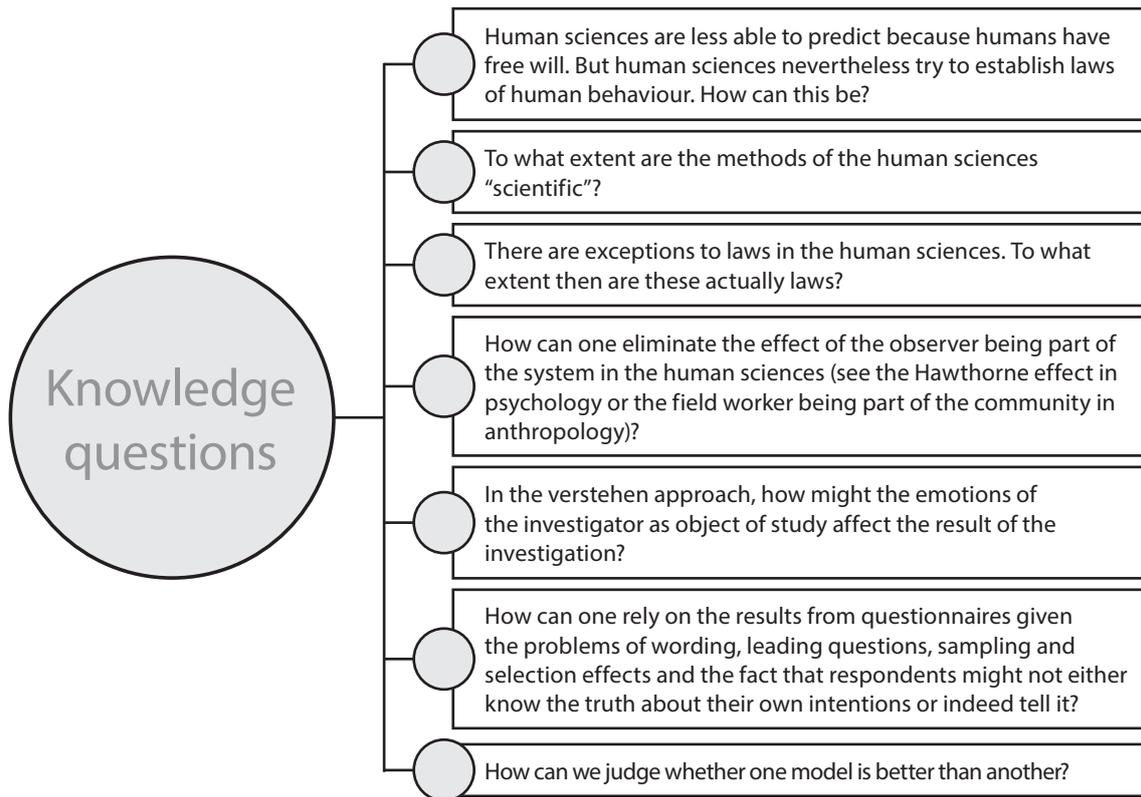 Knowledge
questions
Human sciences are less able to predict because humans have
free will. But human sciences nevertheless try to establish laws
of human behaviour. How can this be?
To what extent are the methods of the human sciences
“scientific”?
There are exceptions to laws in the human sciences. To what
extent then are these actually laws?
How can one eliminate the effect of the observer being part of
the system in the human sciences (see the Hawthorne effect in
psychology or the field worker being part of the community in
anthropology)?
In the verstehen approach, how might the emotions of
the investigator as object of study affect the result of the
investigation?
How can one rely on the results from questionnaires given
the problems of wording, leading questions, sampling and
selection effects and the fact that respondents might not either
know the truth about their own intentions or indeed tell it?
How can we judge whether one model is better than another?